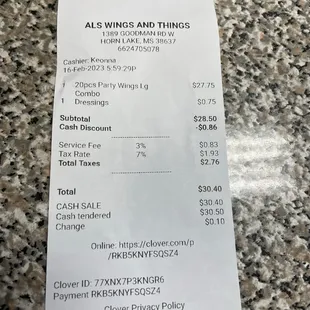 ALS WINGS AND THINGS
1389 GOODMAN RD W
HORN LAKE, MS 38637
6624705078
Cashier: Keonna
16-Feb-2023 5:59:29P
1 20pcs Party Wings Lg $27.75
Combo
1 Dressings $0.75
Subtotal $28.50
Cash Discount -$0.86
Service Fee 3% $0.83
Tax Rate 7% $1.93
Total Taxes $2.76
Total $30.40
CASH SALE $30.40
Cash tendered $30.50
Change $0.10
Online: https://clover.com/p
/RKB5KNYFSQSZ4
Clover ID: 77XNX7P3KNGR6
Payment RKB5KNYFSQSZ4
Clover Privacy Policy